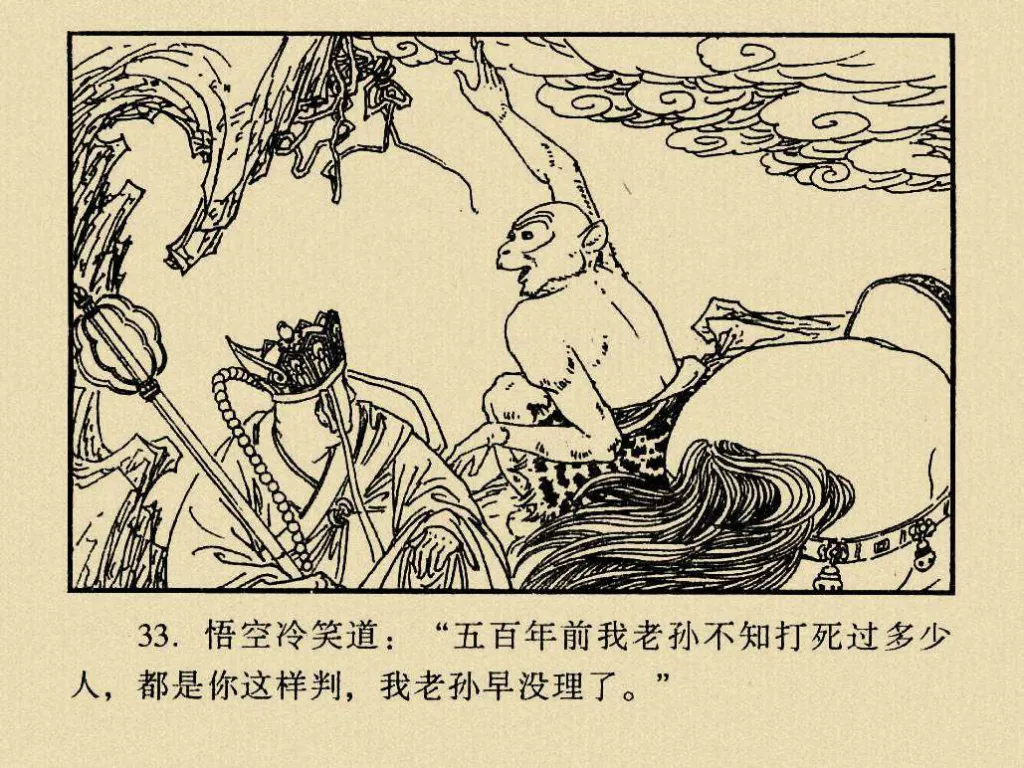 33. 悟空冷笑道：“五百年前我老孙不知打死过多少
人，都是你这样判，我老孙早没理了。”